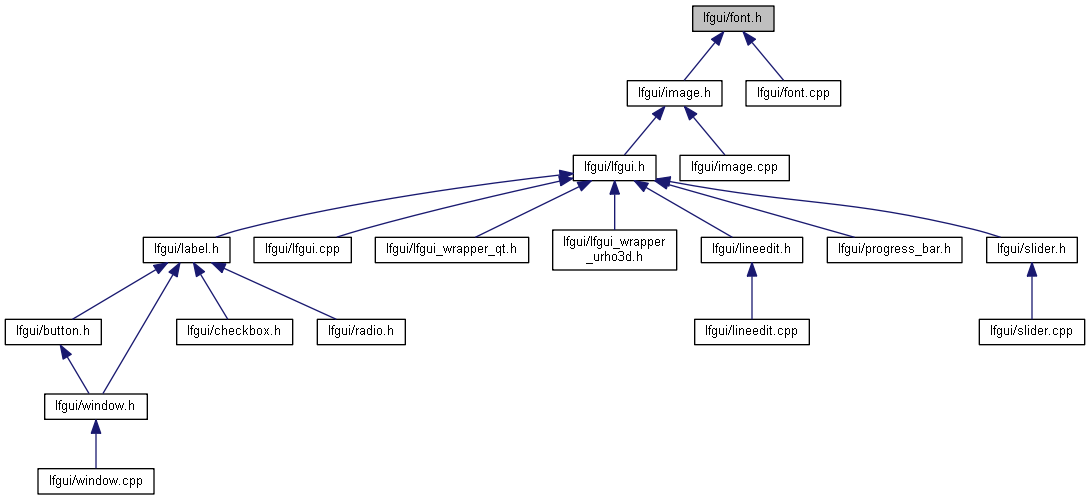 lfgui/font.h
lfgui/image.h
lfgui/font.cpp
lfgui/lfgui.h
lfgui/image.cpp
lfgui/label.h
lfgui/lfgui.cpp
lfgui/lfgui_wrapper_qt.h
lfgui/lfgui_wrapper
_urho3d.h
lfgui/lineedit.h
lfgui/progress_bar.h
lfgui/slider.h
lfgui/button.h
lfgui/checkbox.h
lfgui/radio.h
lfgui/lineedit.cpp
lfgui/slider.cpp
lfgui/window.h
lfgui/window.cpp